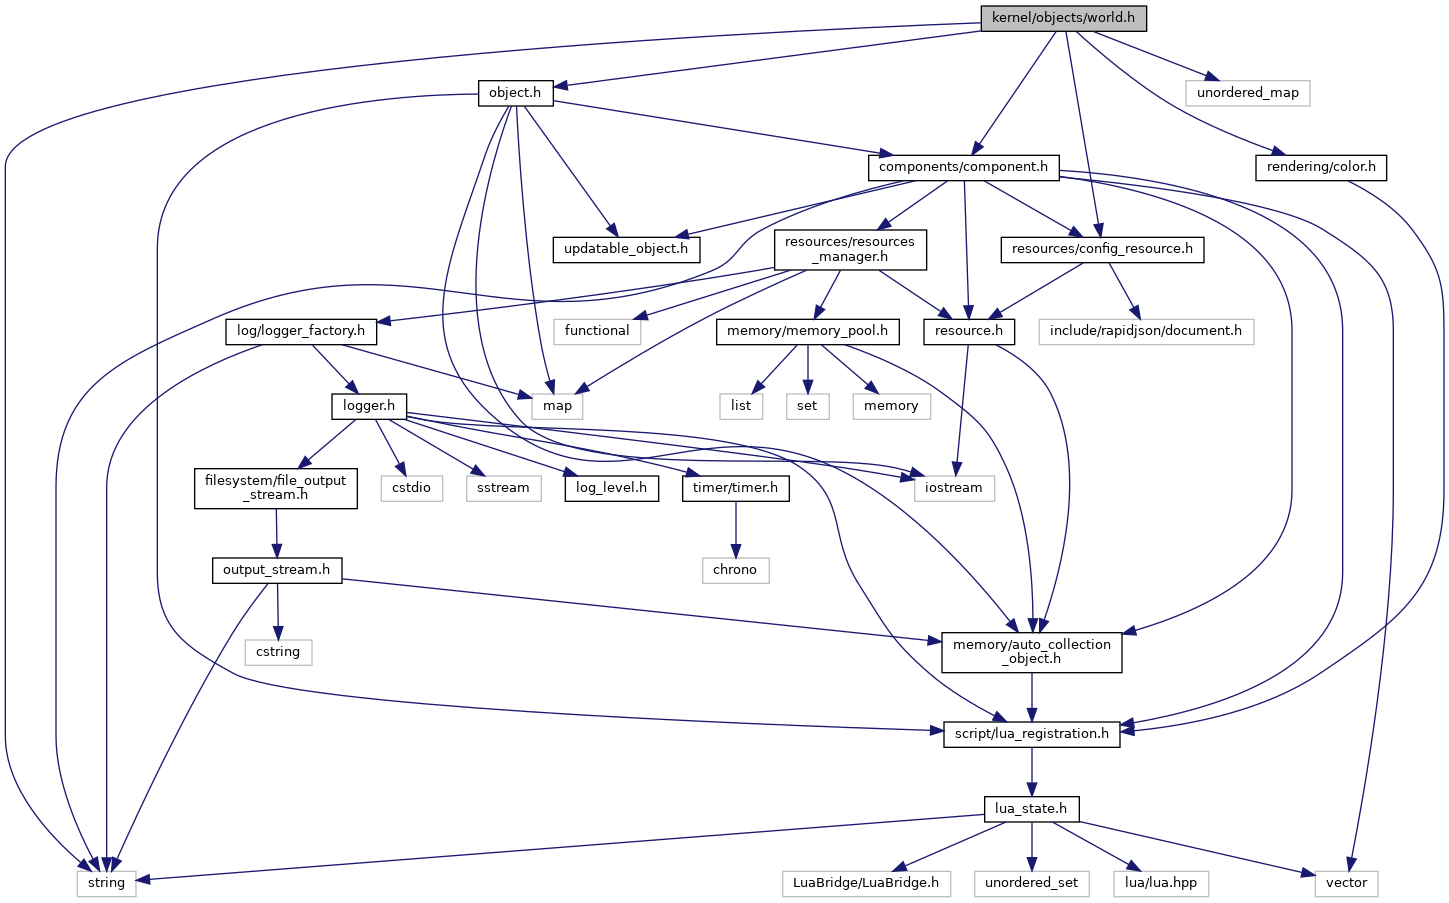 kernel/objects/world.h
object.h
unordered_map
components/component.h
rendering/color.h
updatable_object.h
resources/resources
_manager.h
resources/config_resource.h
log/logger_factory.h
functional
memory/memory_pool.h
resource.h
include/rapidjson/document.h
logger.h
map
list
set
memory
filesystem/file_output
_stream.h
cstdio
sstream
log_level.h
timer/timer.h
iostream
output_stream.h
chrono
cstring
memory/auto_collection
_object.h
script/lua_registration.h
lua_state.h
string
LuaBridge/LuaBridge.h
unordered_set
lua/lua.hpp
vector